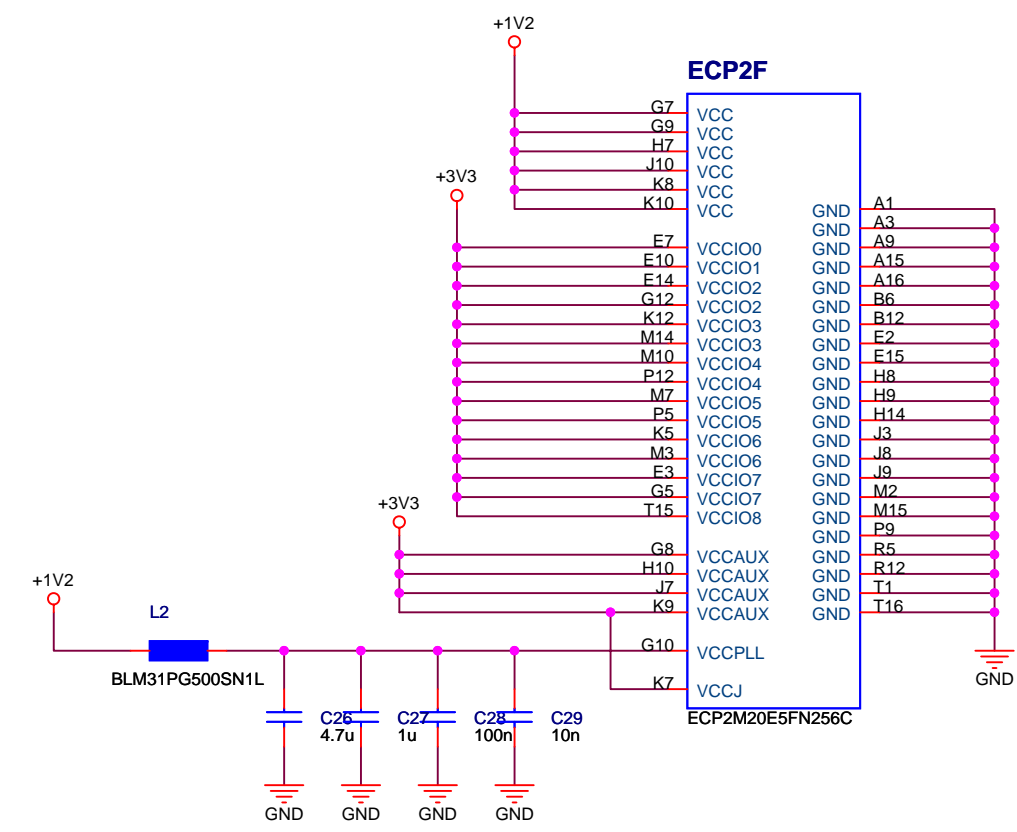 +1V2
ECP2F
G7 VCC
G9 VCC
H7 VCC
J10 VCC
+3V3
K8 VCC
K10 VCC GND A1
GND A3
E7 VCCIO0 GND A9
E10 VCCIO1 GND A15
E14 VCCIO2 GND A16
G12 VCCIO2 GND B6
K12 VCCIO3 GND B12
M14 VCCIO3 GND E2
M10 VCCIO4 GND E15
P12 VCCIO4 GND H8
M7 VCCIO5 GND H9
P5 VCCIO5 GND H14
K5 VCCIO6 GND J3
M3 VCCIO6 GND J8
E3 VCCIO7 GND J9
G5 VCCIO7 GND M2
+3V3
T15 VCCIO8 GND M15
GND P9
G8 VCCAUX GND R5
H10 VCCAUX GND R12
+1V2
J7 VCCAUX GND T1
K9 VCCAUX GND T16
L2
G10 VCCPLL
BLM31PG500SN1L
GND
K7 VCCJ
ECP2M20E5FN256C
C26 C27 C28 C29
4.7u 1u 100n 10n
GND GND GND GND